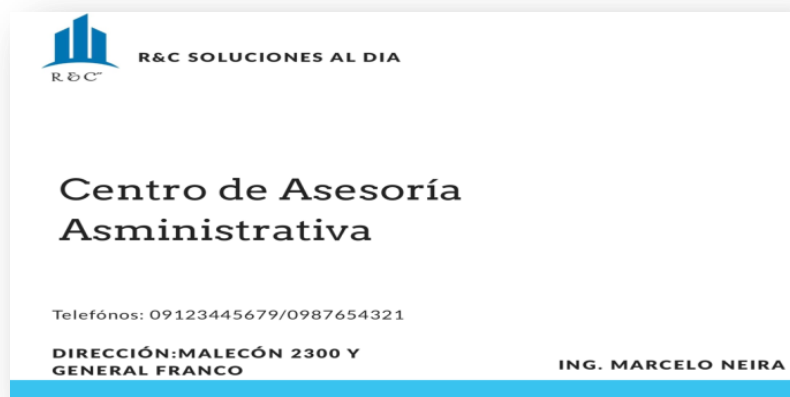 R&C SOLUCIONES AL DIA
R&C
Centro de Asesoría
Asministrativa
Telefónos: 09123445679/0987654321
DIRECCIÓN:MALECÓN 2300 Y
GENERAL FRANCO
ING. MARCELO NEIRA